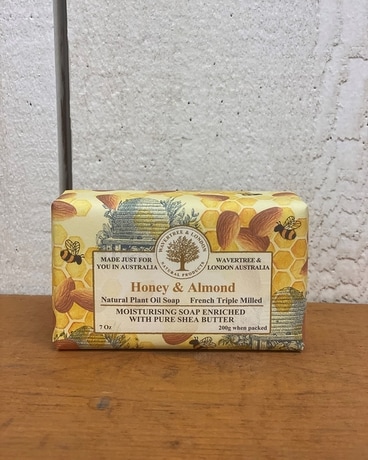 WAVERTREE & LONDON
NATURAL PRODUCTS
MADE JUST FOR
YOU IN AUSTRALIA
WAVERTREE &
LONDON AUSTRALIA
Honey & Almond
Natural Plant Oil Soap French Triple Milled
MOISTURISING SOAP ENRICHED
WITH PURE SHEA BUTTER
7 Oz 200g when packed